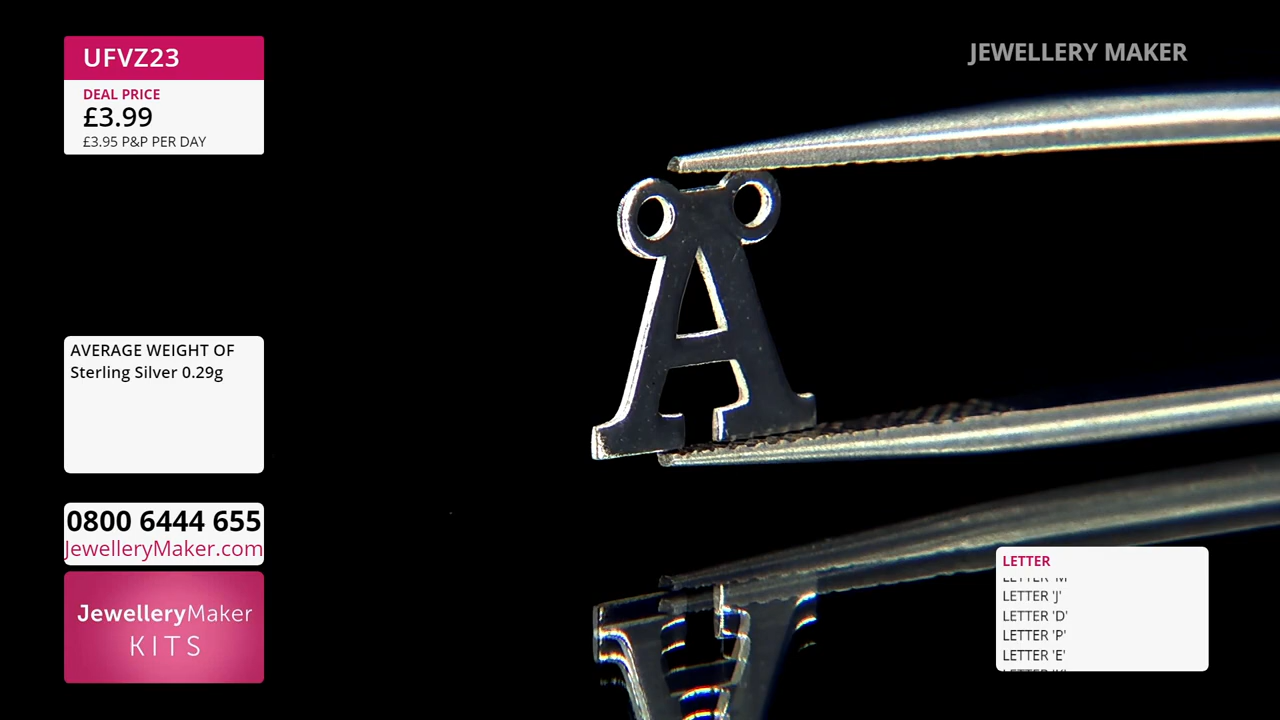 UFVZ23
DEAL PRICE
£3.99
£3.95 P&P PER DAY
JEWELLERY MAKER
A
AVERAGE WEIGHT OF
Sterling Silver 0.29g
0800 6444 655
JewelleryMaker.com
JewelleryMaker
KITS
LETTER
LETTER 'M'
LETTER 'J'
LETTER 'D'
LETTER 'P'
LETTER 'E'